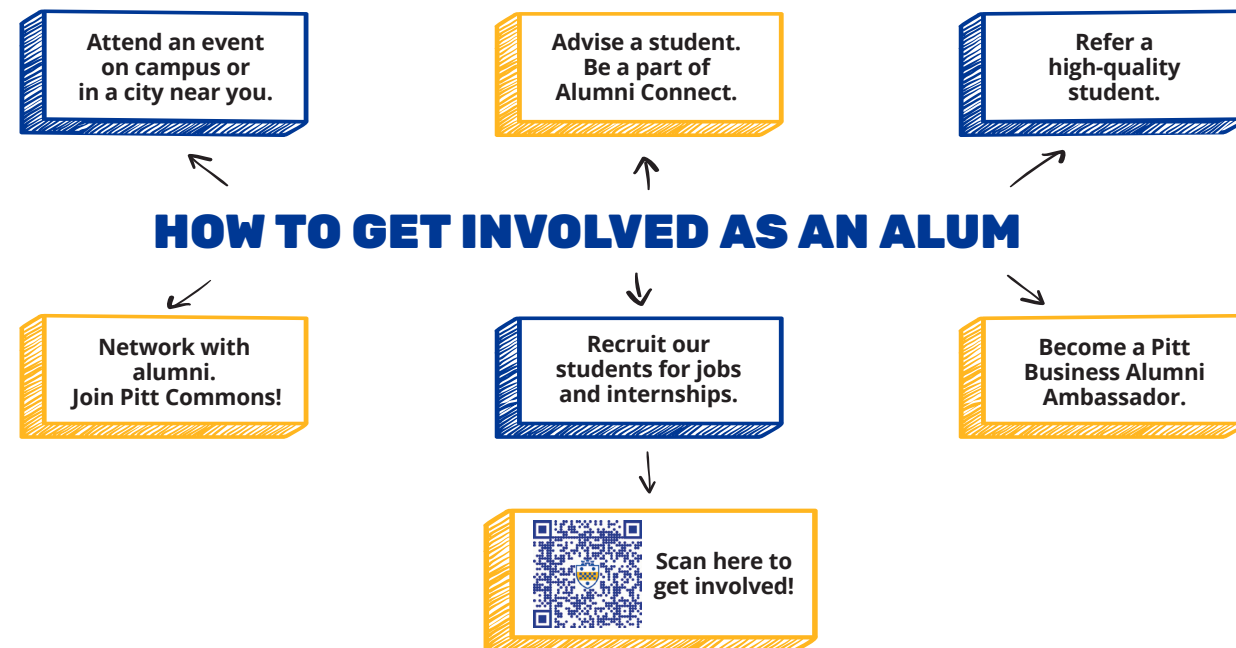 Attend an event
on campus or
in a city near you.
Advise a student.
Be a part of
Alumni Connect.
Refer a
high-quality
student.
HOW TO GET INVOLVED AS AN ALUM
Network with
alumni.
Join Pitt Commons!
Recruit our
students for jobs
and internships.
Become a Pitt
Business Alumni
Ambassador.
Scan here to
get involved!